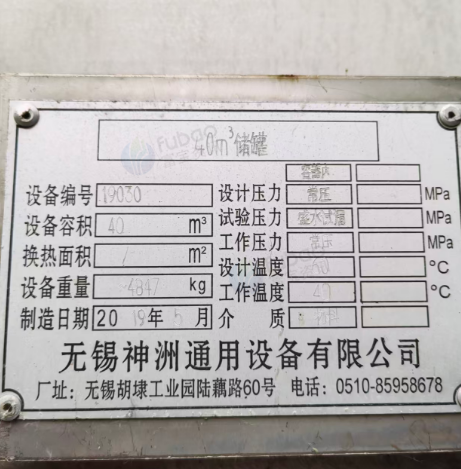 40m³储罐
容器内
设备编号 19030 设计压力 常压 MPa
设备容积 40 m³ 试验压力 盛水试漏 MPa
换热面积 / m² 工作压力 常压 MPa
设备重量 4847 kg 设计温度 60 °C
工作温度 °C
制造日期 2019年5月 介质
无锡神洲通用设备有限公司
厂址：无锡胡埭工业园陆藕路60号 电话：0510-85958678